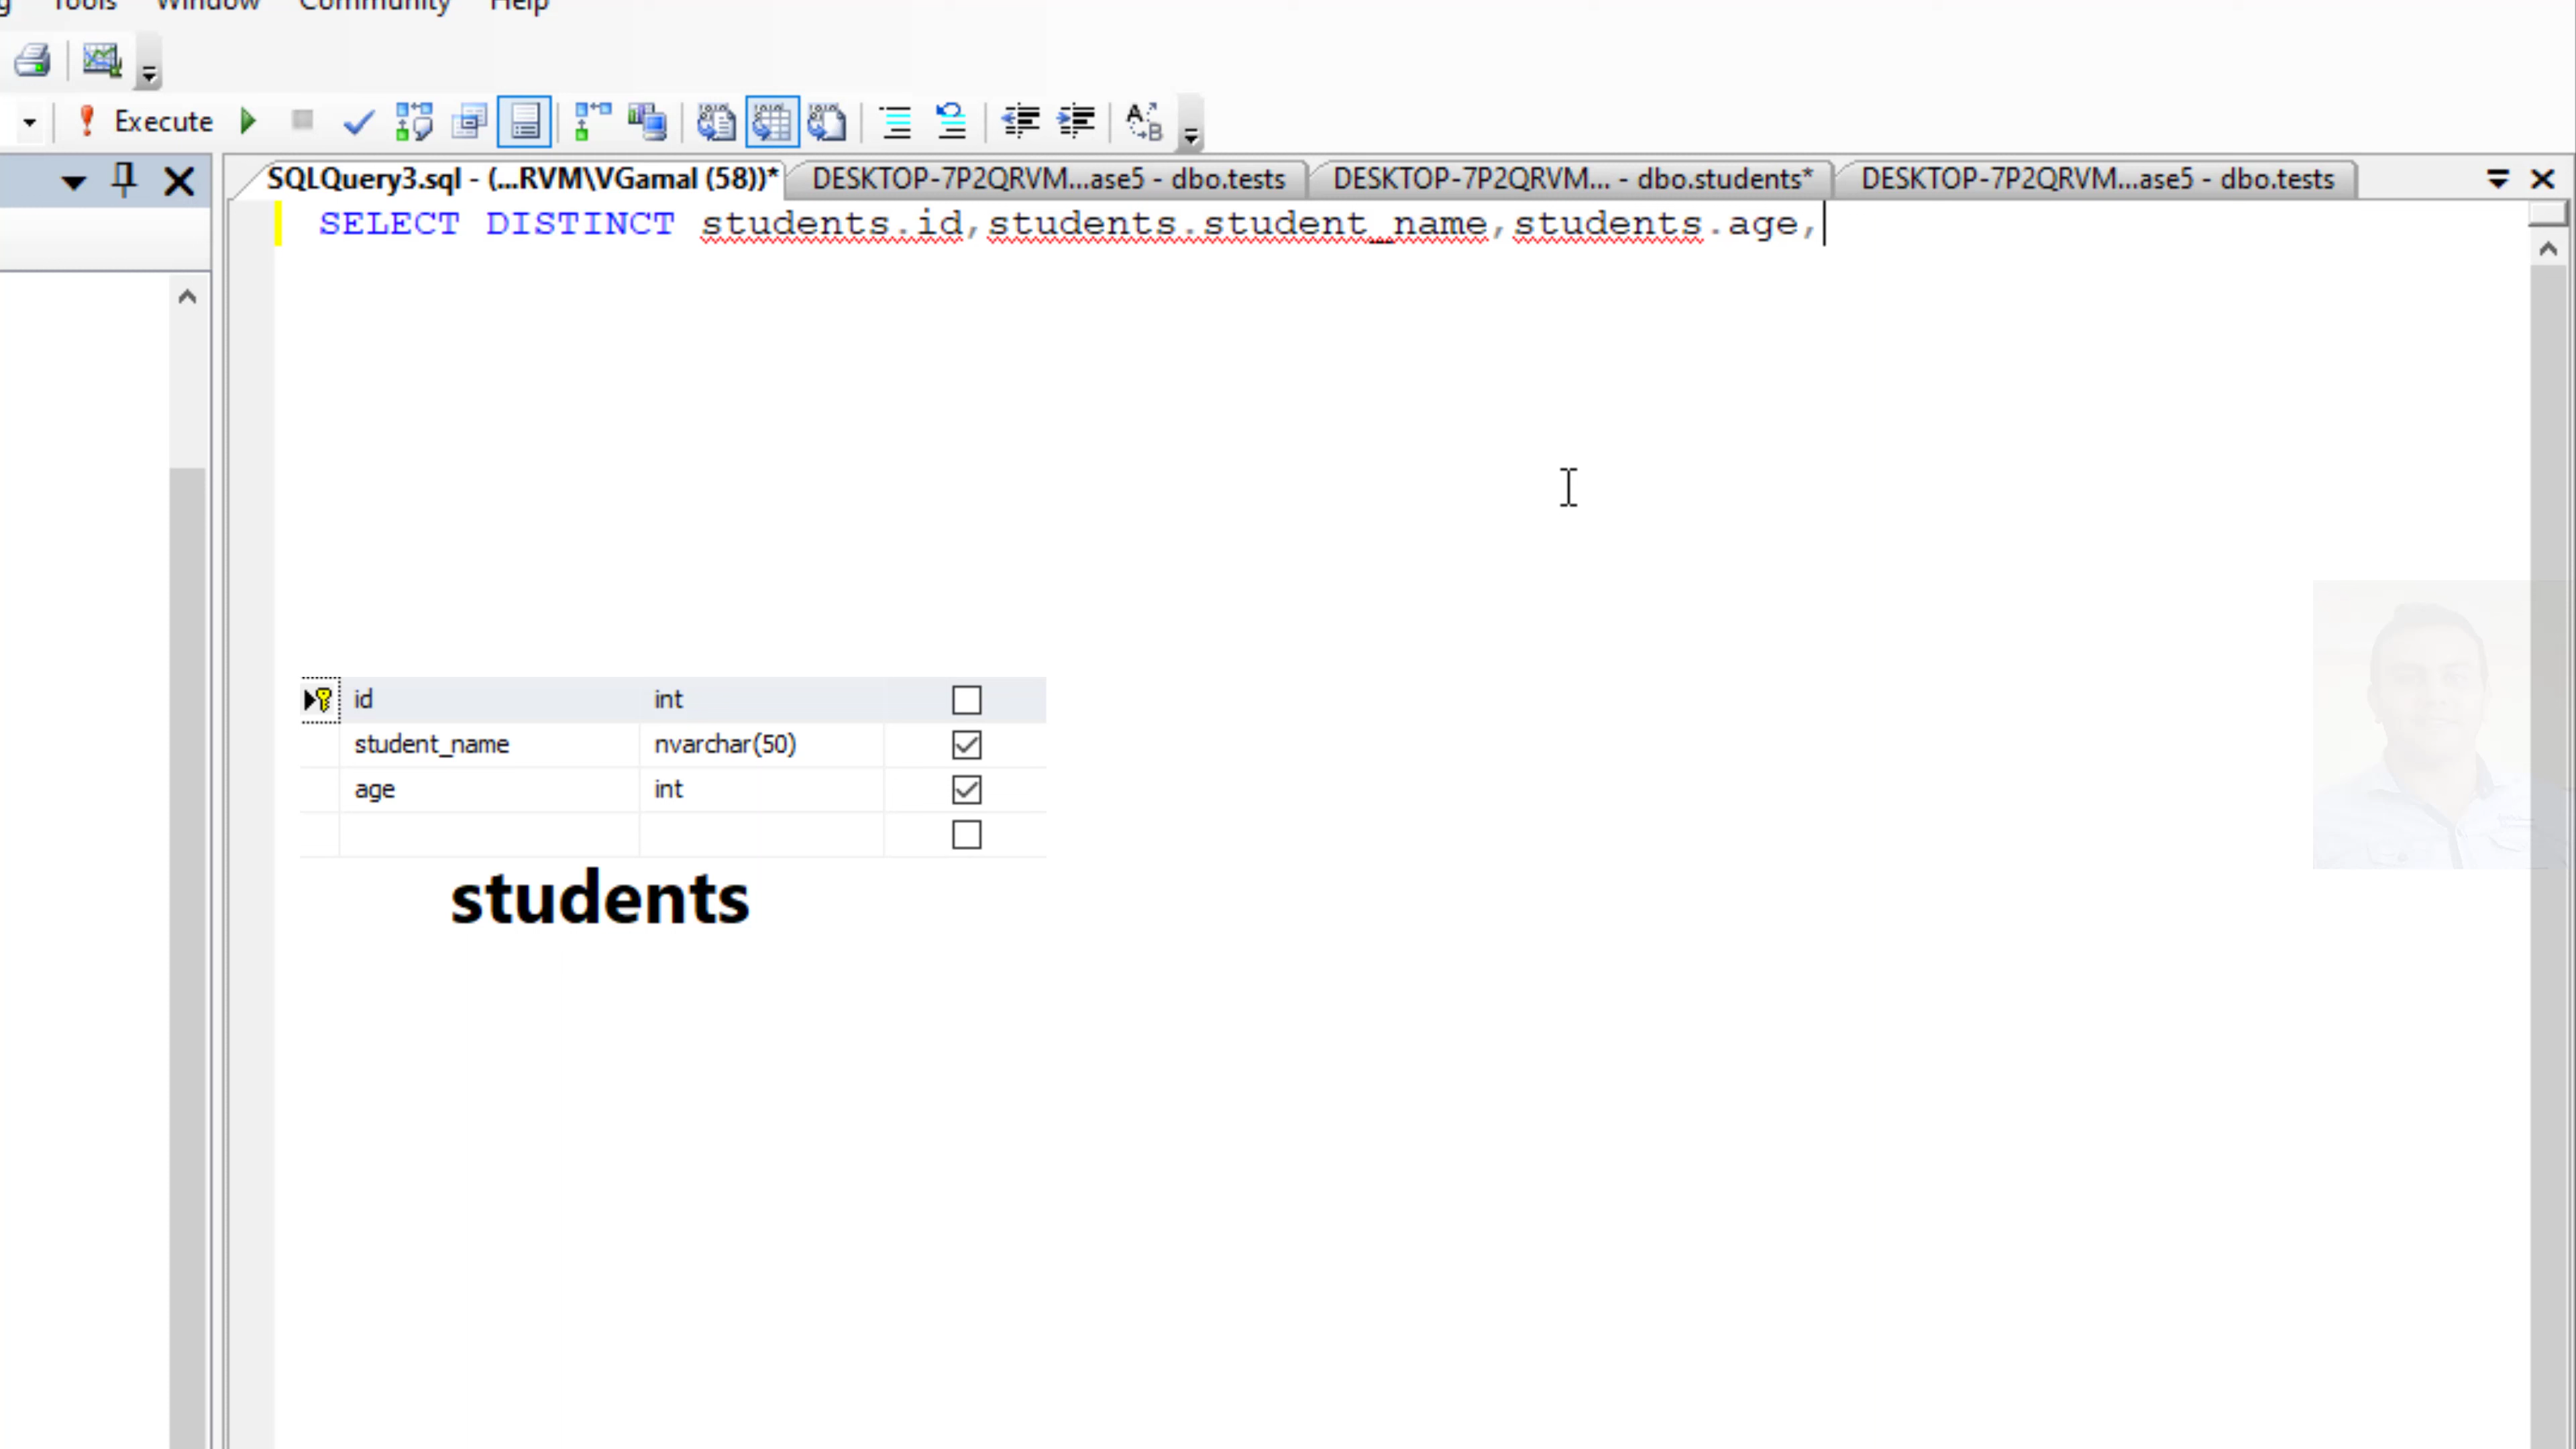 g Tools Window Community Help
Execute
SQLQuery3.sql - (...RVM\VGamal (58))* DESKTOP-7P2QRVM...ase5 - dbo.tests DESKTOP-7P2QRVM... - dbo.students* DESKTOP-7P2QRVM...ase5 - dbo.tests
SELECT DISTINCT students.id,students.student_name,students.age,
id int
student_name nvarchar(50)
age int
students